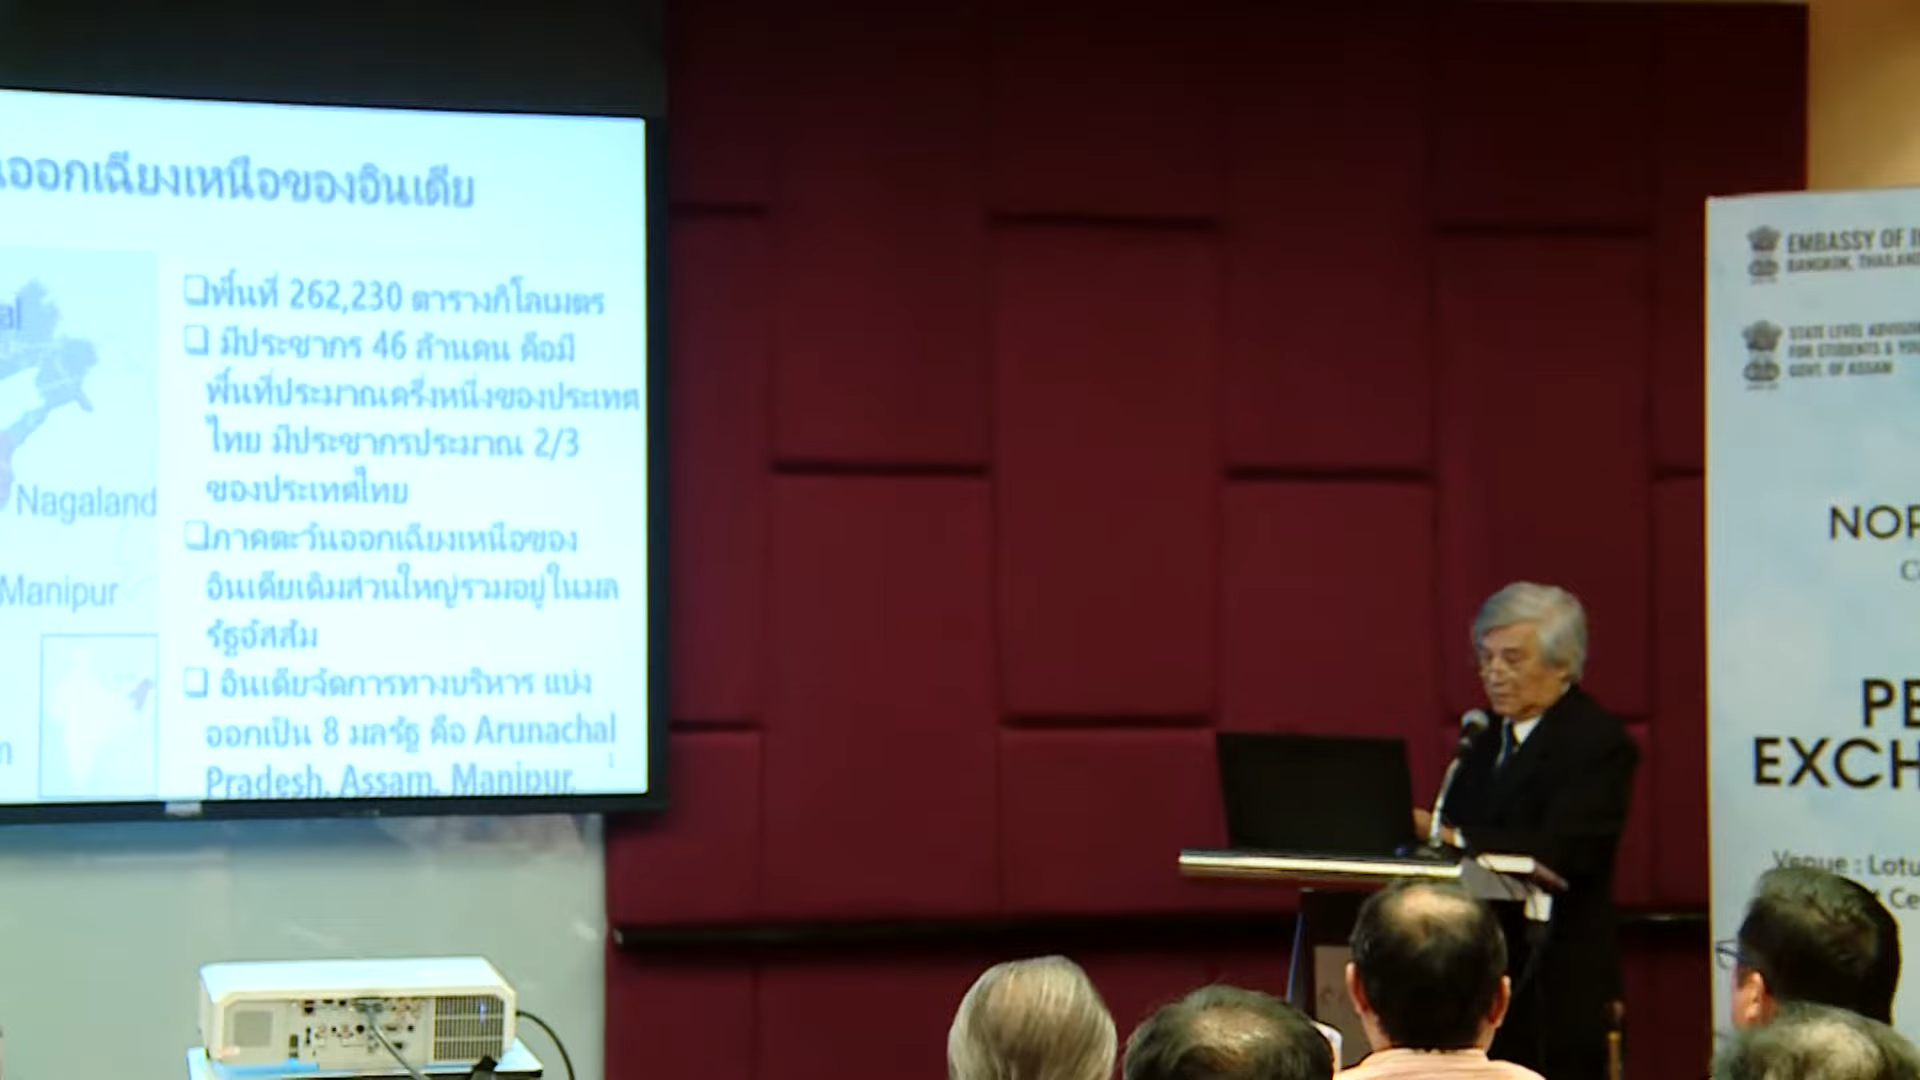 นออกเฉียงเหนือของอินเดีย
al
Nagaland
Manipur
❑พื้นที่ 262,230 ตารางกิโลเมตร
❑ มีประชากร 46 ล้านคน คือมี
พื้นที่ประมาณครึ่งหนึ่งของประเทศ
ไทย มีประชากรประมาณ 2/3
ของประเทศไทย
❑ภาคตะวันออกเฉียงเหนือของ
อินเดียเดิมส่วนใหญ่รวมอยู่ในมล
รัฐอัสสัม
❑ อินเดียจัดการทางบริหาร แบ่ง
ออกเป็น 8 มลรัฐ คือ Arunachal
Pradesh, Assam, Manipur,
1
EMBASSY OF I
BANGKOK, THAILAND
STATE LEVEL ADVISOR
FOR STUDENTS & YOU
GOVT. OF ASSAM
NOR
C
PE
EXCH
Venue : Lotu
Ce